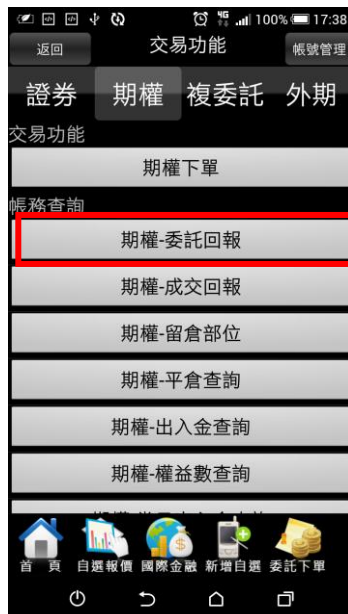 4G 100% 17:38
返回 交易功能 帳號管理
證券 期權 複委託 外期
交易功能
期權下單
帳務查詢
期權-委託回報
期權-成交回報
期權-留倉部位
期權-平倉查詢
期權-出入金查詢
期權-權益數查詢
首 頁 自選報價 國際金融 新增自選 委託下單